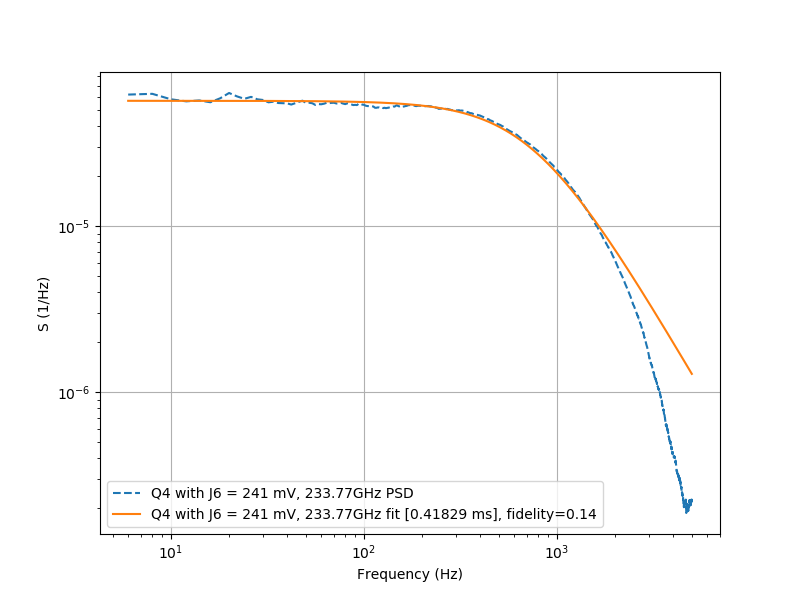 10⁻⁵
10⁻⁶
S (1/Hz)
Q4 with J6 = 241 mV, 233.77GHz PSD
Q4 with J6 = 241 mV, 233.77GHz fit [0.41829 ms], fidelity=0.14
10¹ 10² 10³
Frequency (Hz)